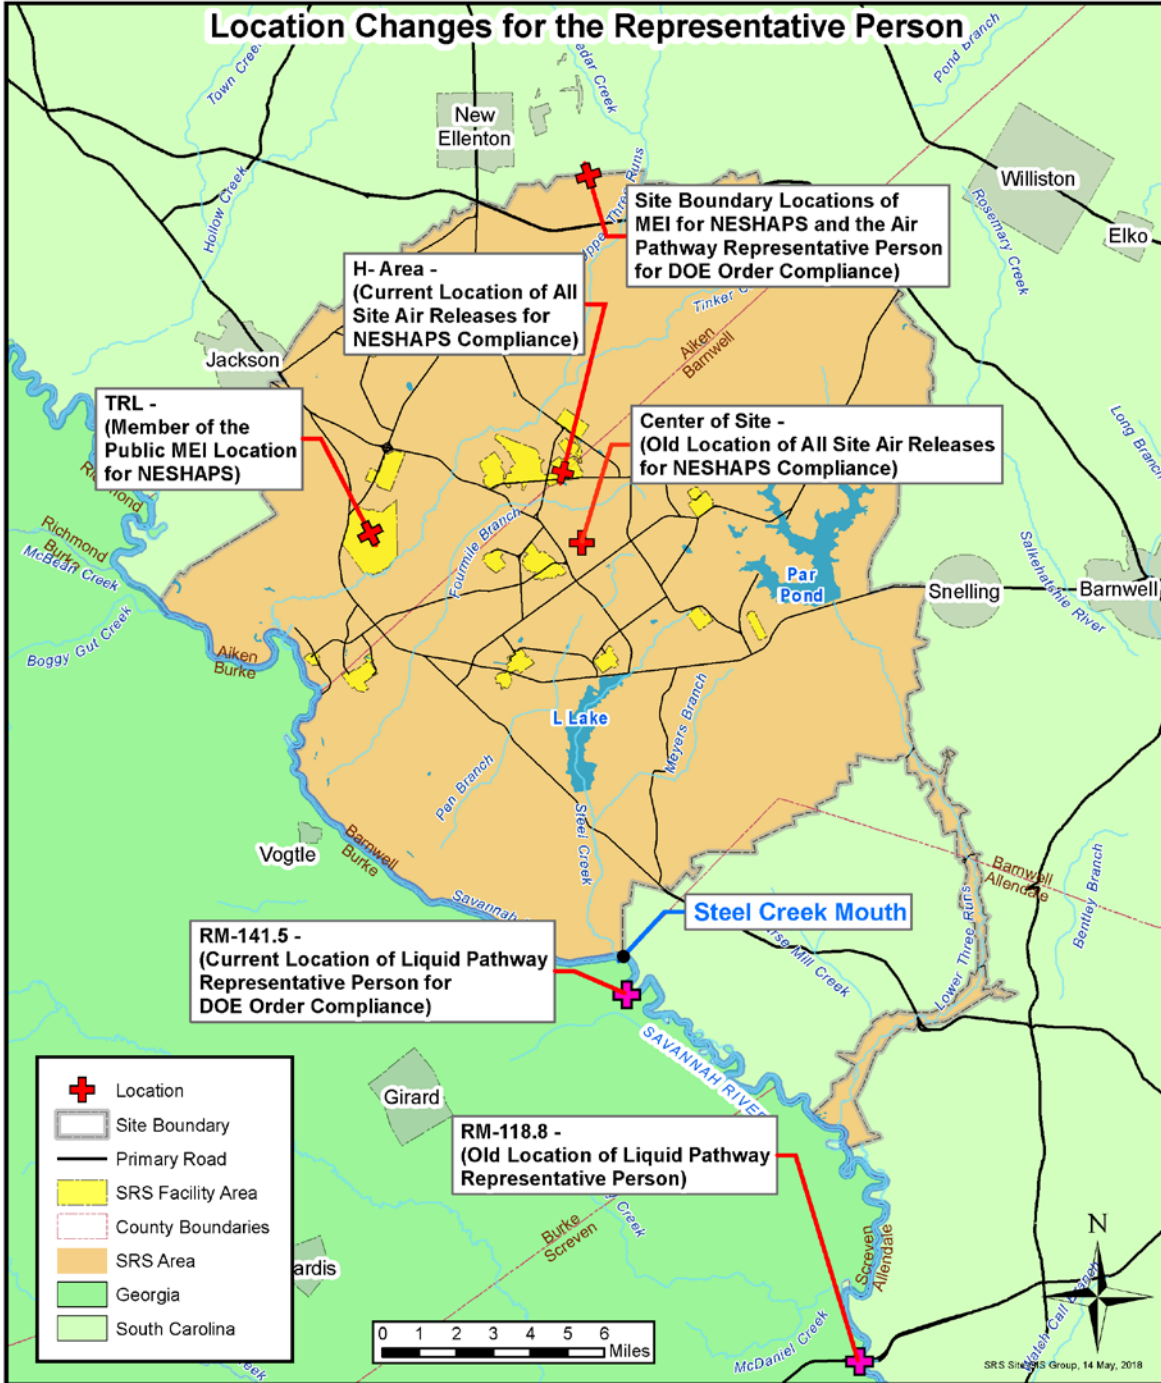 Location Changes for the Representative Person
Town Creek
Cedar Creek
Pond Branch
New
Ellenton
Williston
Elko
Hollow Creek
Upper Three Runs
Rosemary Creek
Site Boundary Locations of
MEI for NESHAPS and the Air
Pathway Representative Person
for DOE Order Compliance)
H- Area -
(Current Location of All
Site Air Releases for
NESHAPS Compliance)
Tinker
Aiken
Barnwell
Jackson
TRL -
(Member of the
Public MEI Location
for NESHAPS)
Center of Site -
(Old Location of All Site Air Releases
for NESHAPS Compliance)
Long Branch
Richmond
Richmond
Burke
McBean Creek
Fourmile Branch
Salkehatshie River
Par
Pond
Snelling
Barnwell
Boggy Gut Creek
Aiken
Burke
L Lake
Meyers Branch
Pen Branch
Steel Creek
Vogtle
Barnwell
Burke
Savannah
Barnwell
Allendale
Bentley Branch
Lower Three Runs
Steel Creek Mouth
Mill Creek
RM-141.5 -
(Current Location of Liquid Pathway
Representative Person for
DOE Order Compliance)
SAVANNAH RIVER
Girard
RM-118.8 -
(Old Location of Liquid Pathway
Representative Person)
Creek
Burke
Screven
Screven
Allendale
ardis
McDaniel Creek
Branch
N
Location
Site Boundary
Primary Road
SRS Facility Area
County Boundaries
SRS Area
Georgia
South Carolina
Creek
0 1 2 3 4 5 6
Miles
SRS Site GIS Group, 14 May, 2018